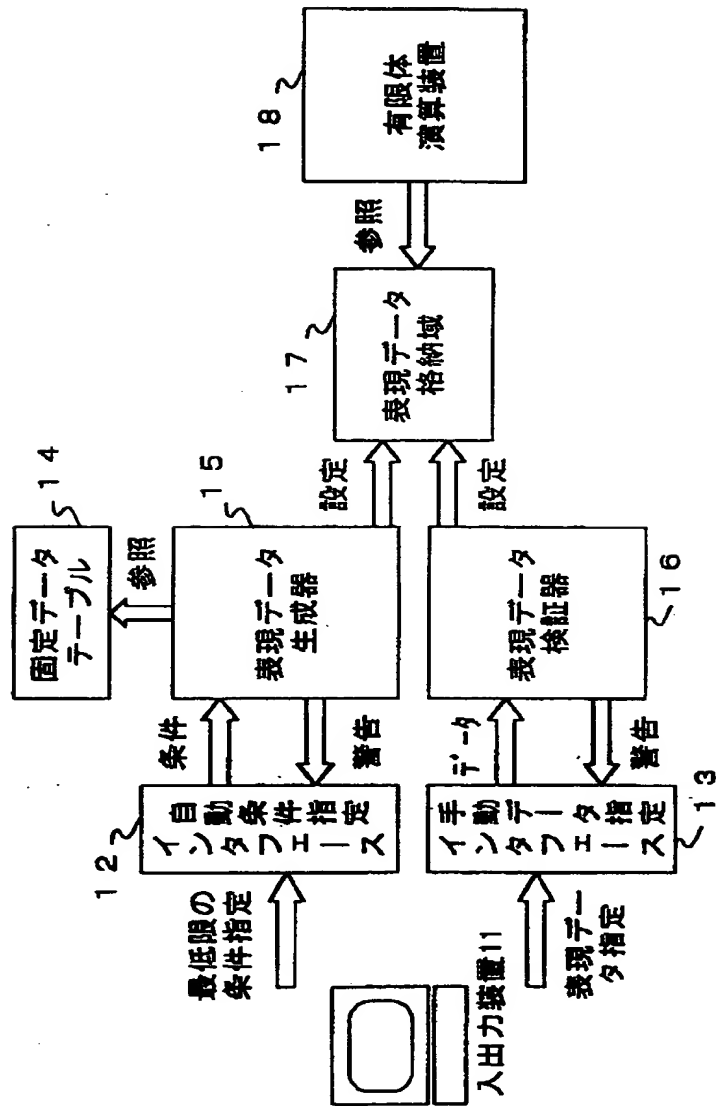 入出力装置11
最低限の
条件指定
表現デー
タ指定
12
自動条件指定
インタフェー
ス
手動データ指定
インタフェー
ス
13
条件
警告
データ
警告
固定データ
テーブル
14
参照
表現データ
生成器
15
表現データ
検証器
16
設定
設定
表現データ
格納域
17
参照
有限体
演算装置
18